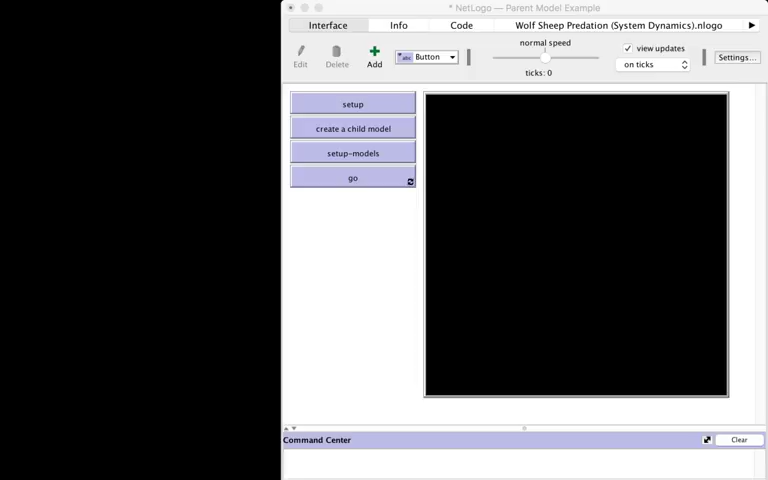 * NetLogo — Parent Model Example
Interface Info Code Wolf Sheep Predation (System Dynamics).nlogo
Edit Delete Add abc Button normal speed ticks: 0 view updates on ticks Settings...
setup
create a child model
setup-models
go
Command Center Clear